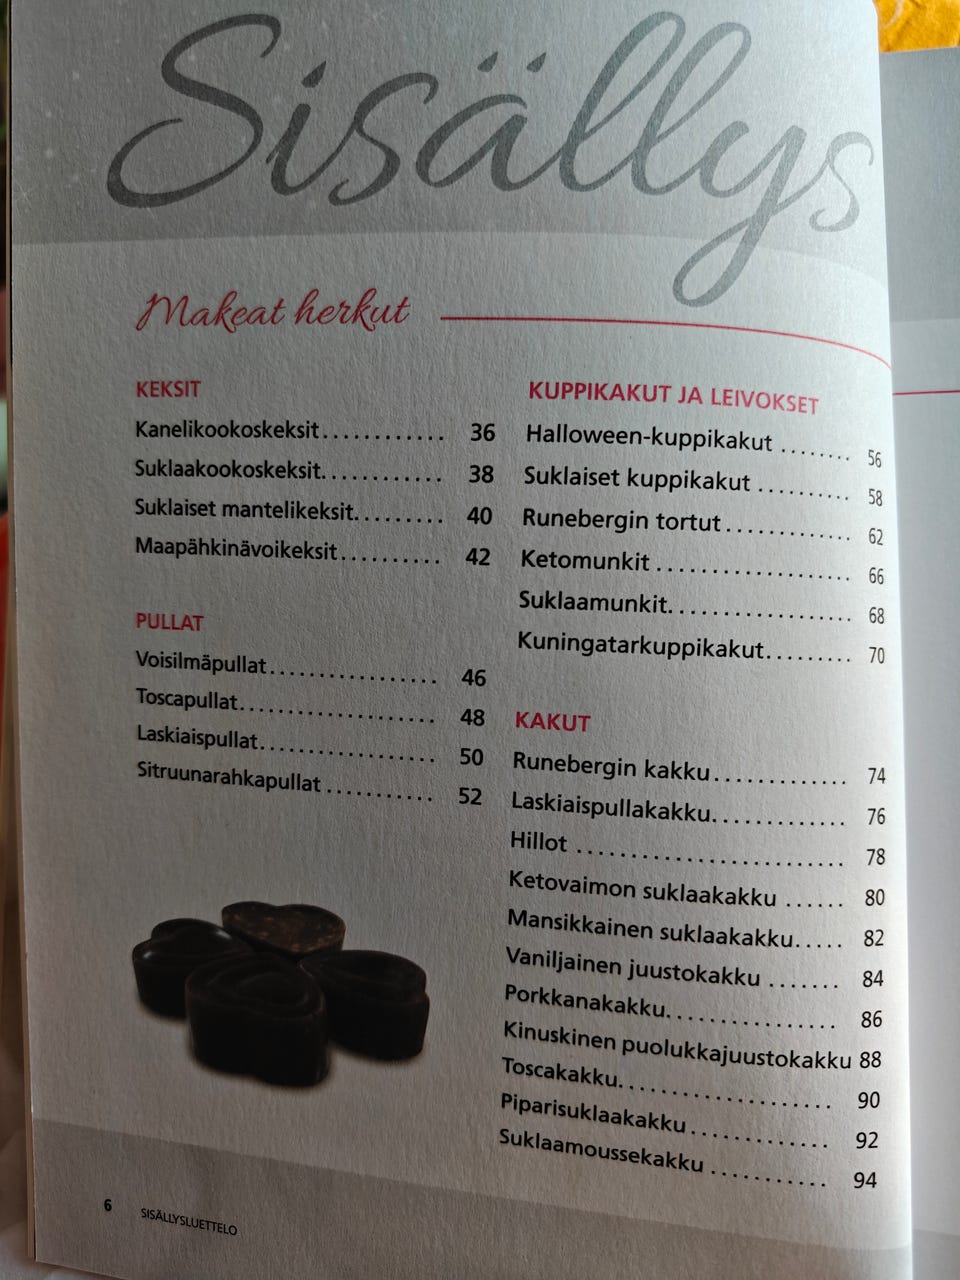 Sisällys
Makeat herkut
KEKSIT
Kanelikookoskeksit............ 36
Suklaakookoskeksit............ 38
Suklaiset mantelikeksit......... 40
Maapähkinävoikeksit.......... 42
PULLAT
Voisilmäpullat................. 46
Toscapullat.................... 48
Laskiaispullat.................. 50
Sitruunarahkapullat ........... 52
KUPPIKAKUT JA LEIVOKSET
Halloween-kuppikakut ........ 56
Suklaiset kuppikakut .......... 58
Runebergin tortut ............. 62
Ketomunkit .................... 66
Suklaamunkit.................. 68
Kuningatarkuppikakut......... 70
KAKUT
Runebergin kakku............. 74
Laskiaispullakakku............. 76
Hillot ......................... 78
Ketovaimon suklaakakku ...... 80
Mansikkainen suklaakakku..... 82
Vaniljainen juustokakku ....... 84
Porkkanakakku................ 86
Kinuskinen puolukkajuustokakku 88
Toscakakku.................... 90
Piparisuklaakakku ............. 92
Suklaamoussekakku ........... 94
6 SISÄLLYSLUETTELO